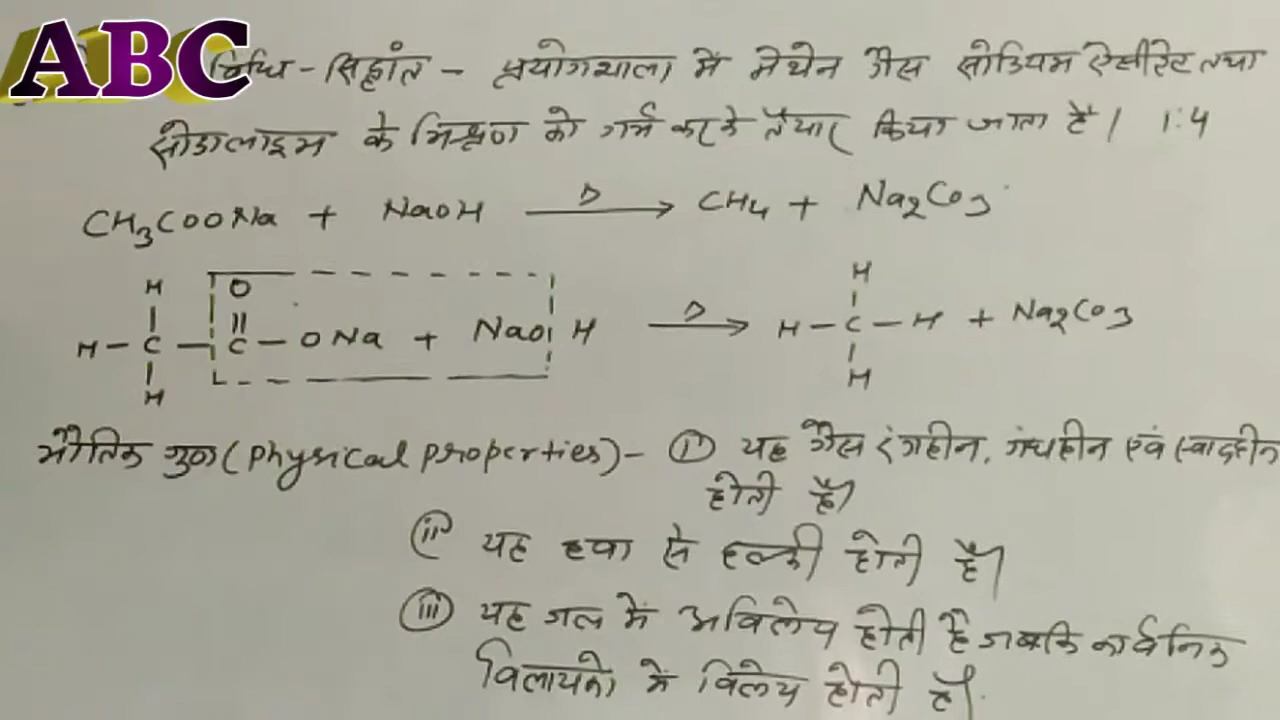 ABC
विधि - सिद्धांत - प्रयोगशाला में मेथेन गैस सोडियम ऐसीटेट तथा
सोडालाइम के मिश्रण को गर्म करके तैयार किया जाता है। 1:4
CH₃COONa + NaOH —Δ→ CH₄ + Na₂CO₃
H O H
H – C – C – ONa + NaOH —Δ→ H – C – H + Na₂CO₃
H H
भौतिक गुण (Physical properties) - (i) यह गैस रंगहीन, गंधहीन एवं स्वादहीन
होती है।
(ii) यह हवा से हल्की होती है।
(iii) यह जल में अविलेय होती है जबकि कार्बनिक
विलायको में विलेय होती है।